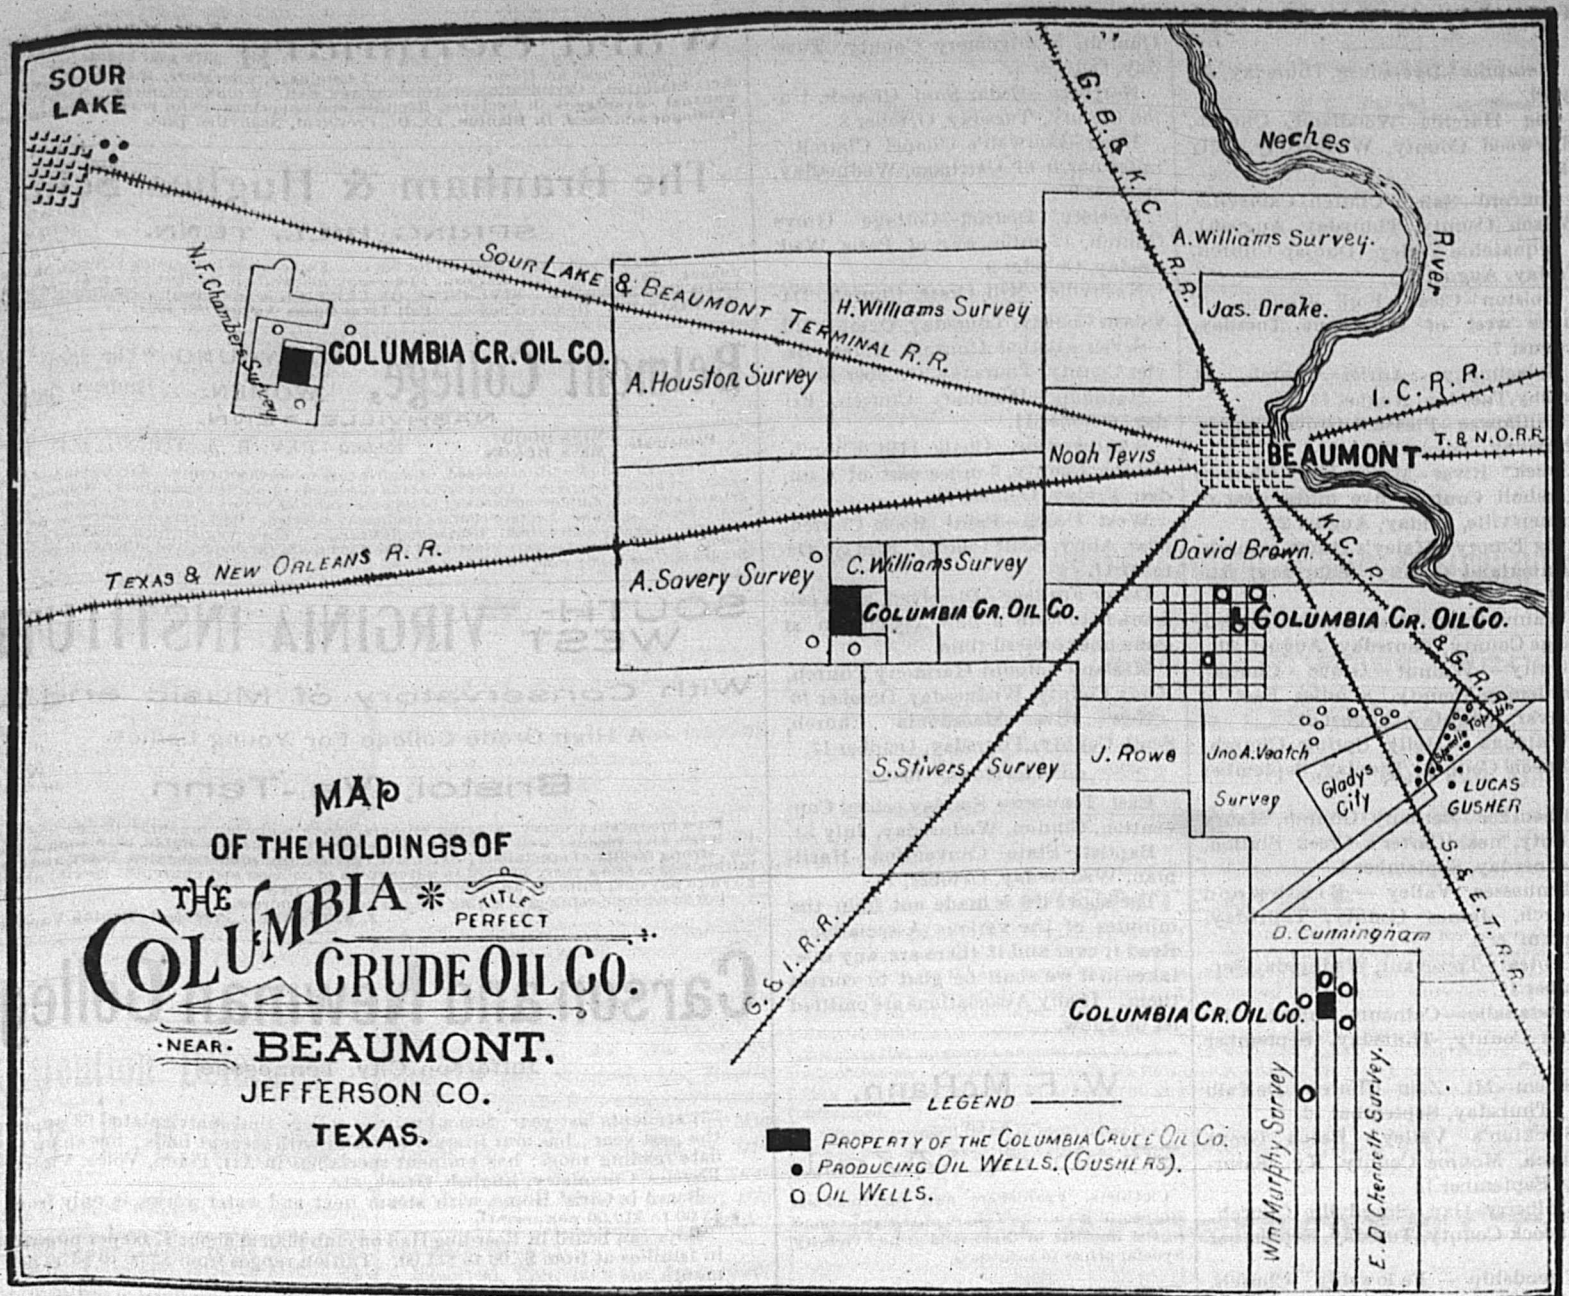 SOUR
LAKE
G. B. & K. C. R. R.
Neches
River
A. Williams Survey.
Jas. Drake.
N. F. Chambers Survey
COLUMBIA CR. OIL CO.
SOUR LAKE & BEAUMONT TERMINAL R. R.
H. Williams Survey
A. Houston Survey
I. C. R. R.
T. & N.O.R.R.
Noah Tevis
BEAUMONT
TEXAS & NEW ORLEANS R. R.
A. Savery Survey
C. Williams Survey
COLUMBIA CR. OIL CO.
David Brown.
COLUMBIA CR. OIL CO.
K. C. P. & G. R. R.
S. Stivers Survey
J. Rowe
Jno A. Veatch
Survey
Gladys
City
LUCAS
GUSHER
G. & I. R. R.
S. & E. T. R. R.
D. Cunningham
COLUMBIA CR. OIL CO.
Wm Murphy Survey
E. D. Chenneth Survey.
MAP
OF THE HOLDINGS OF
THE
COLUMBIA
TITLE
PERFECT
CRUDE OIL CO.
NEAR.
BEAUMONT.
JEFFERSON CO.
TEXAS.
LEGEND
PROPERTY OF THE COLUMBIA CRUDE OIL CO.
PRODUCING OIL WELLS. (GUSHERS).
OIL WELLS.